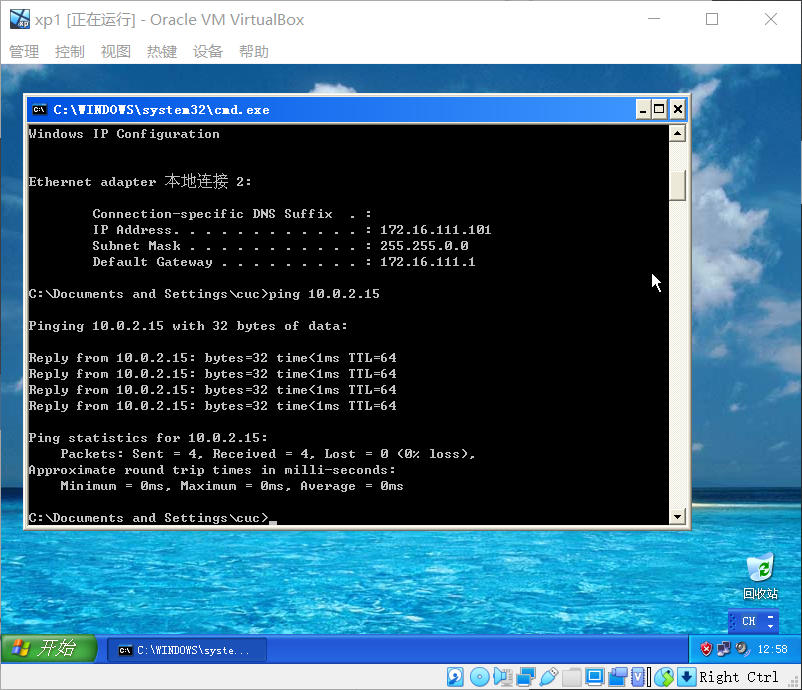 xp1 [正在运行] - Oracle VM VirtualBox
管理 控制 视图 热键 设备 帮助
C:\WINDOWS\system32\cmd.exe
Windows IP Configuration
Ethernet adapter 本地连接 2:
Connection-specific DNS Suffix  . :
IP Address. . . . . . . . . . . . : 172.16.111.101
Subnet Mask . . . . . . . . . . . : 255.255.0.0
Default Gateway . . . . . . . . . : 172.16.111.1
C:\Documents and Settings\cuc>ping 10.0.2.15
Pinging 10.0.2.15 with 32 bytes of data:
Reply from 10.0.2.15: bytes=32 time<1ms TTL=64
Reply from 10.0.2.15: bytes=32 time<1ms TTL=64
Reply from 10.0.2.15: bytes=32 time<1ms TTL=64
Reply from 10.0.2.15: bytes=32 time<1ms TTL=64
Ping statistics for 10.0.2.15:
Packets: Sent = 4, Received = 4, Lost = 0 (0% loss),
Approximate round trip times in milli-seconds:
Minimum = 0ms, Maximum = 0ms, Average = 0ms
C:\Documents and Settings\cuc>
回收站
CH
开始 C:\WINDOWS\syste... 12:58
Right Ctrl